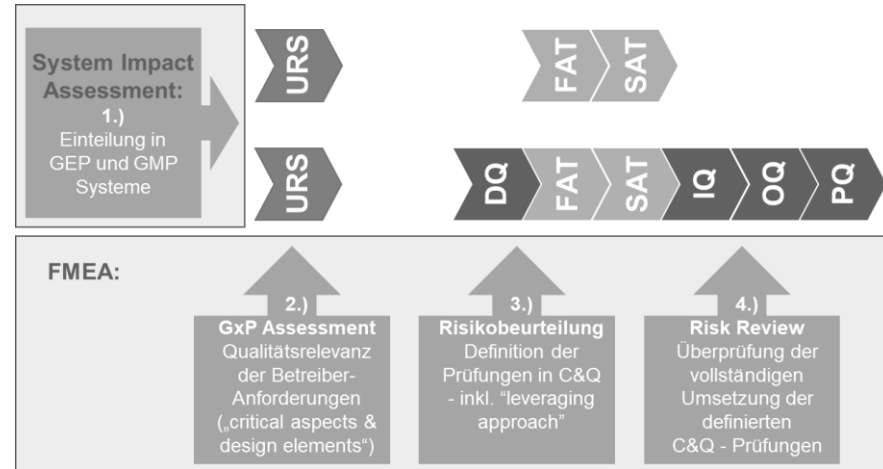 System Impact
Assessment:
1.)
Einteilung in
GEP und GMP
Systeme
URS
FAT
SAT
URS
DQ
FAT
SAT
IQ
OQ
PQ
FMEA:
2.)
GxP Assessment
Qualitätsrelevanz
der Betreiber-
Anforderungen
(„critical aspects &
design elements“)
3.)
Risikobeurteilung
Definition der
Prüfungen in C&Q
- inkl. “leveraging
approach”
4.)
Risk Review
Überprüfung der
vollständigen
Umsetzung der
definierten
C&Q - Prüfungen